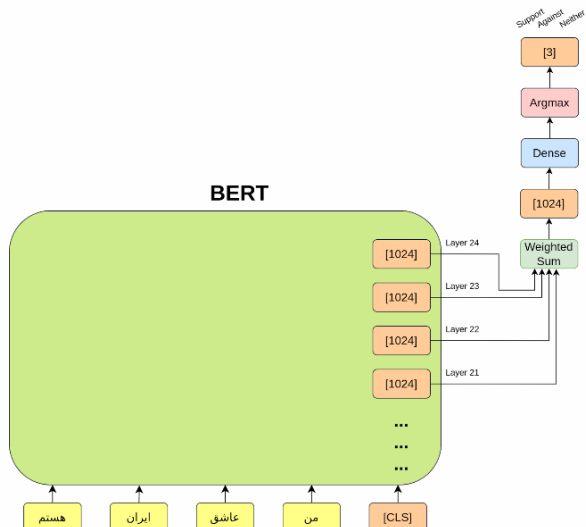 Support
Against
Neither
[3]
Argmax
Dense
[1024]
Weighted
Sum
BERT
[1024]
Layer 24
[1024]
Layer 23
[1024]
Layer 22
[1024]
Layer 21
...
...
...
هستم
ایران
عاشق
من
[CLS]